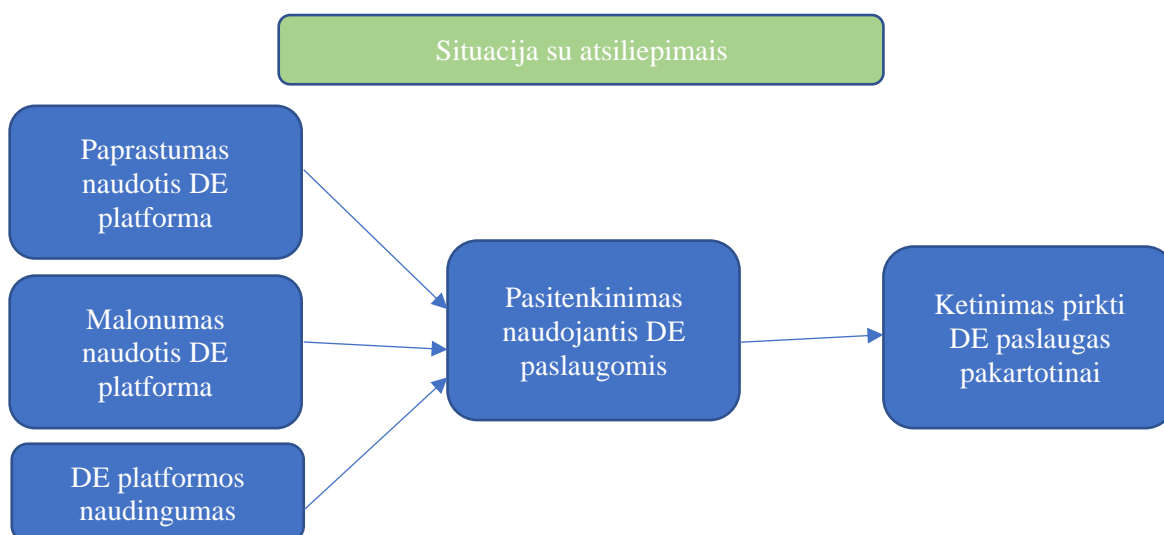 Situacija su atsiliepimais
Paprastumas
naudotis DE
platforma
Malonumas
naudotis DE
platforma
DE platformos
naudingumas
Pasitenkinimas
naudojantis DE
paslaugomis
Ketinimas pirkti
DE paslaugas
pakartotinai